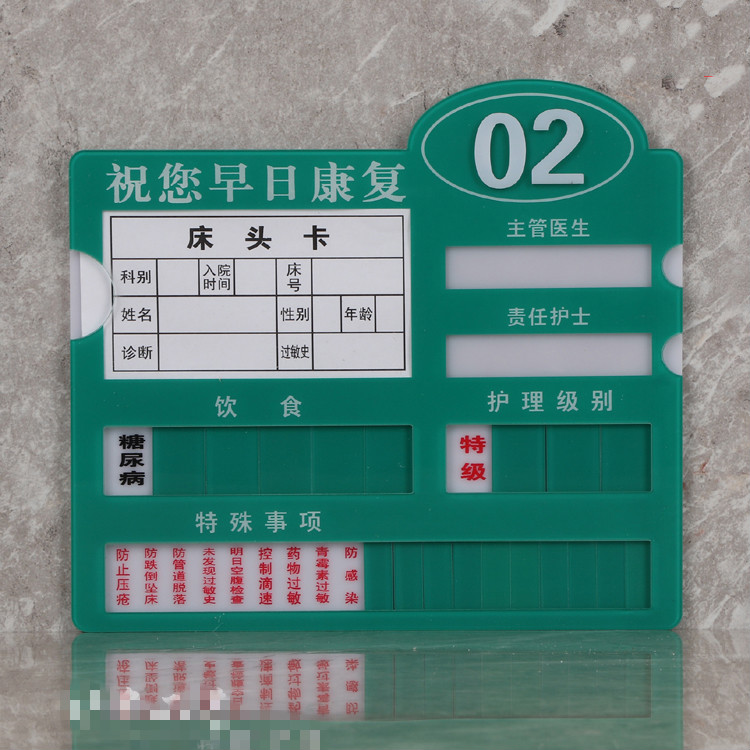 02
祝您早日康复
床头卡
科别 入院时间 床号
姓名 性别 年龄
诊断 过敏史
主管医生
责任护士
饮食
糖尿病
护理级别
特级
特殊事项
防止压疮
防跌倒坠床
防管道脱落
未发现过敏史
明日空腹检查
控制滴速
药物过敏
青霉素过敏
防感染